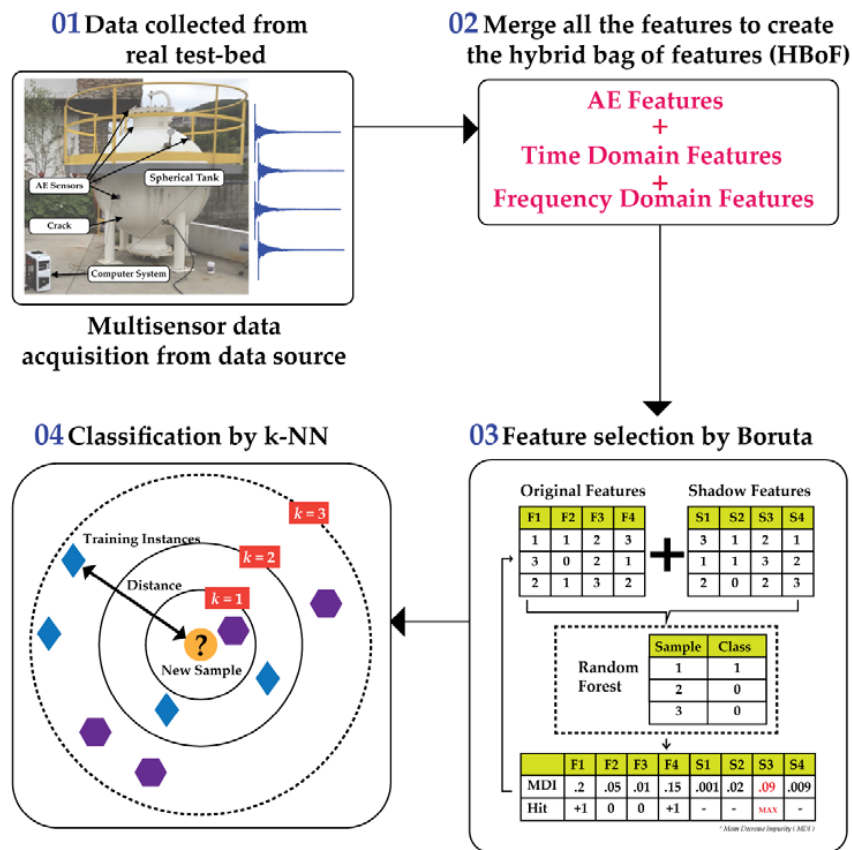 01 Data collected from
real test-bed
AE Sensors
Spherical Tank
Crack
Computer System
Multisensor data
acquisition from data source
02 Merge all the features to create
the hybrid bag of features (HBoF)
AE Features
+
Time Domain Features
+
Frequency Domain Features
03 Feature selection by Boruta
Original Features Shadow Features
F1 F2 F3 F4 S1 S2 S3 S4
1 1 2 3 3 1 2 1
3 0 2 1 1 1 3 2
2 1 3 2 2 0 2 3
+
Random
Forest
Sample Class
1 1
2 0
3 0
F1 F2 F3 F4 S1 S2 S3 S4
MDI .2 .05 .01 .15 .001 .02 .09 .009
Hit +1 0 0 +1 - - MAX -
* Mean Decrease Impurity ( MDI )
04 Classification by k-NN
k = 3
Training Instances
k = 2
Distance
k = 1
?
New Sample